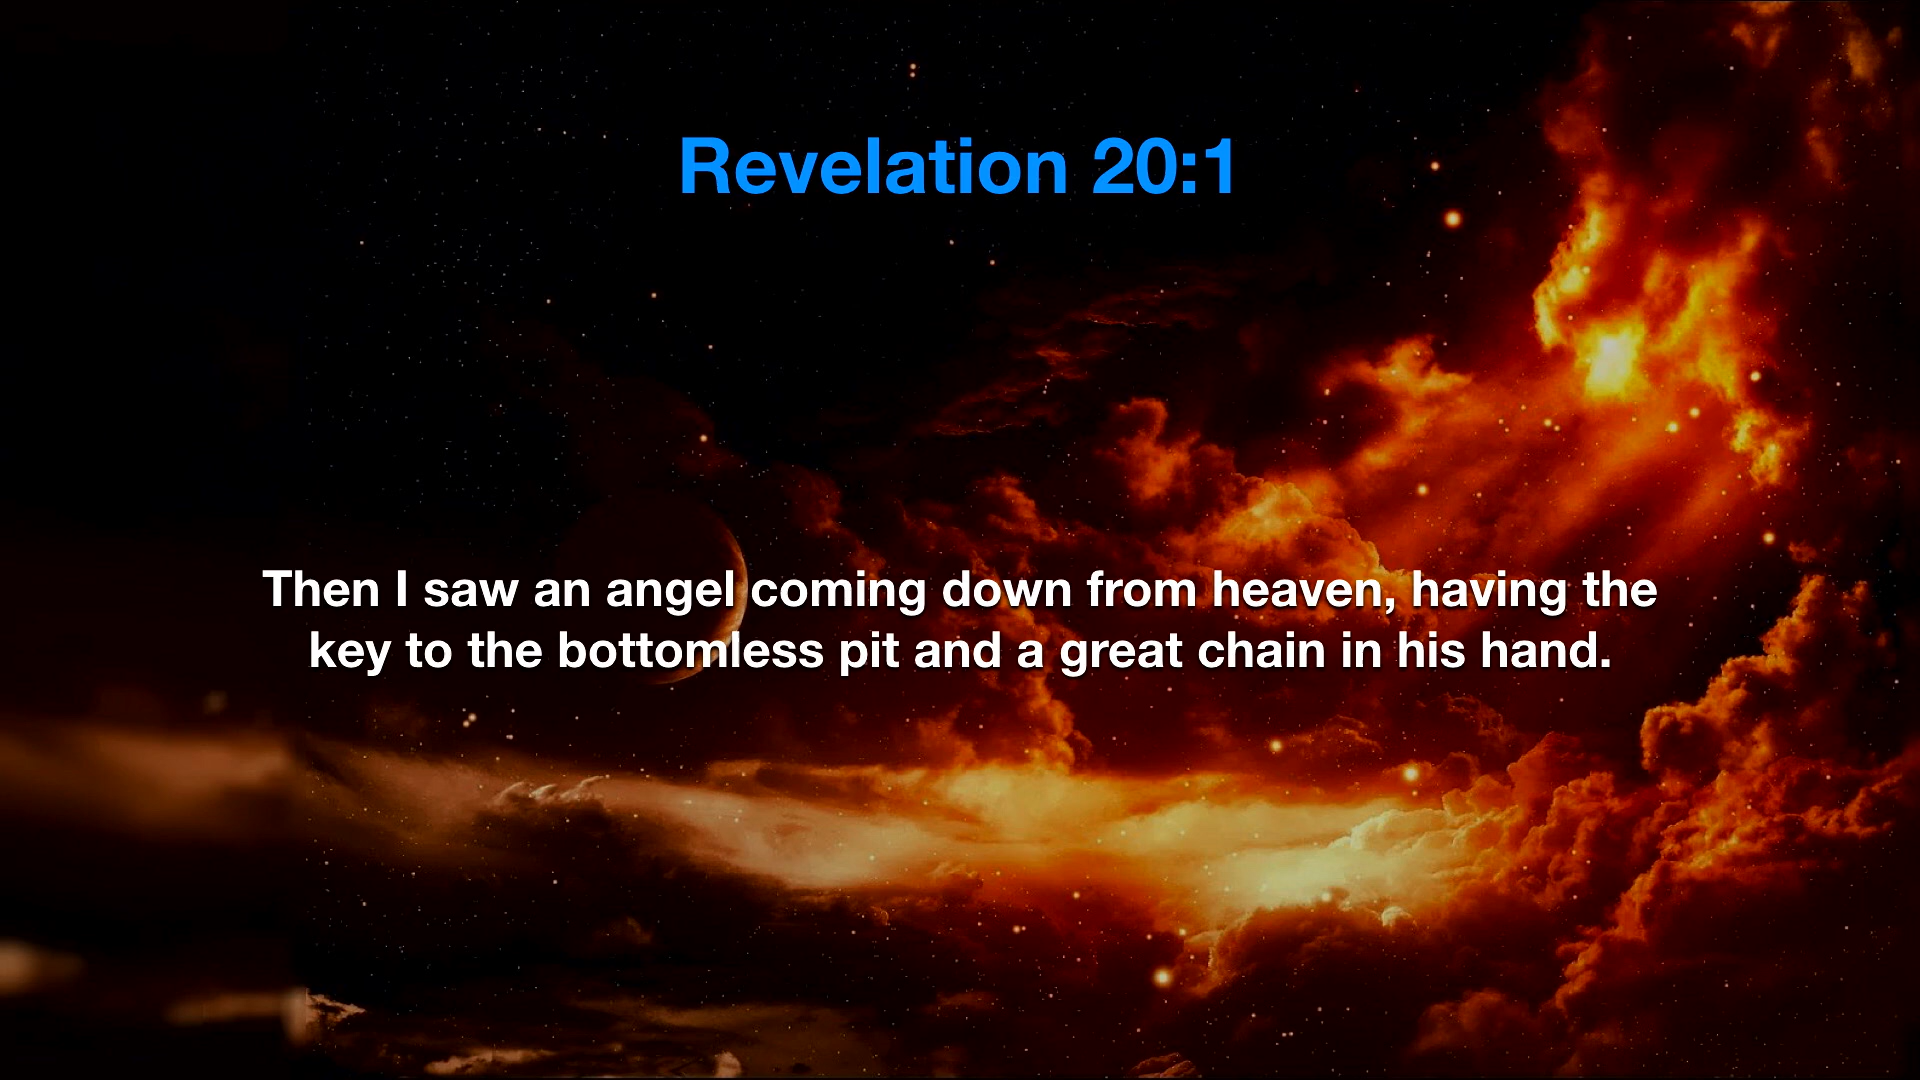 Revelation 20:1
Then I saw an angel coming down from heaven, having the
key to the bottomless pit and a great chain in his hand.